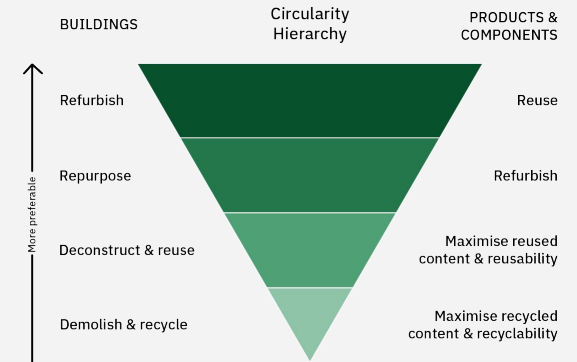 BUILDINGS
Circularity
Hierarchy
PRODUCTS &
COMPONENTS
More preferable
Refurbish
Reuse
Repurpose
Refurbish
Deconstruct & reuse
Maximise reused
content & reusability
Demolish & recycle
Maximise recycled
content & recyclability